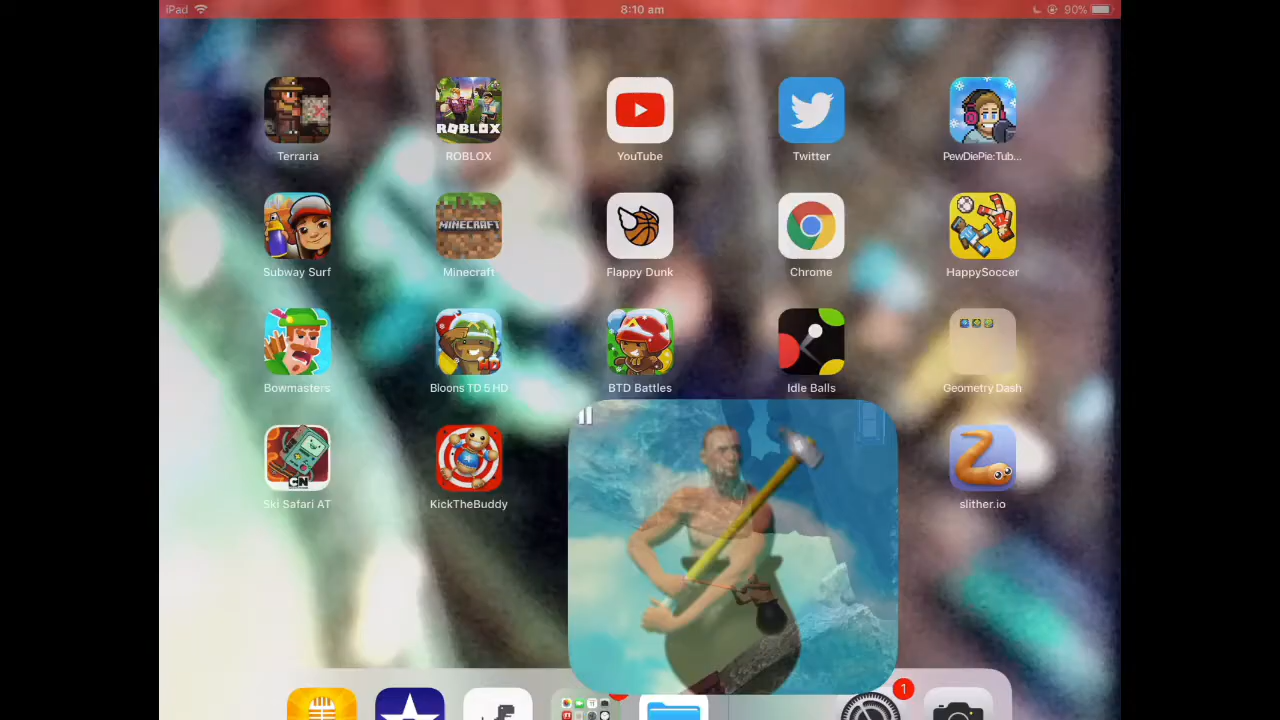 iPad 8:10 am 90%
ROBLOX
Terraria ROBLOX YouTube Twitter PewDiePie:Tub...
MINECRAFT
Subway Surf Minecraft Flappy Dunk Chrome HappySoccer
HD
Bowmasters Bloons TD 5 HD BTD Battles Idle Balls Geometry Dash
CN
Ski Safari AT KickTheBuddy slither.io
1